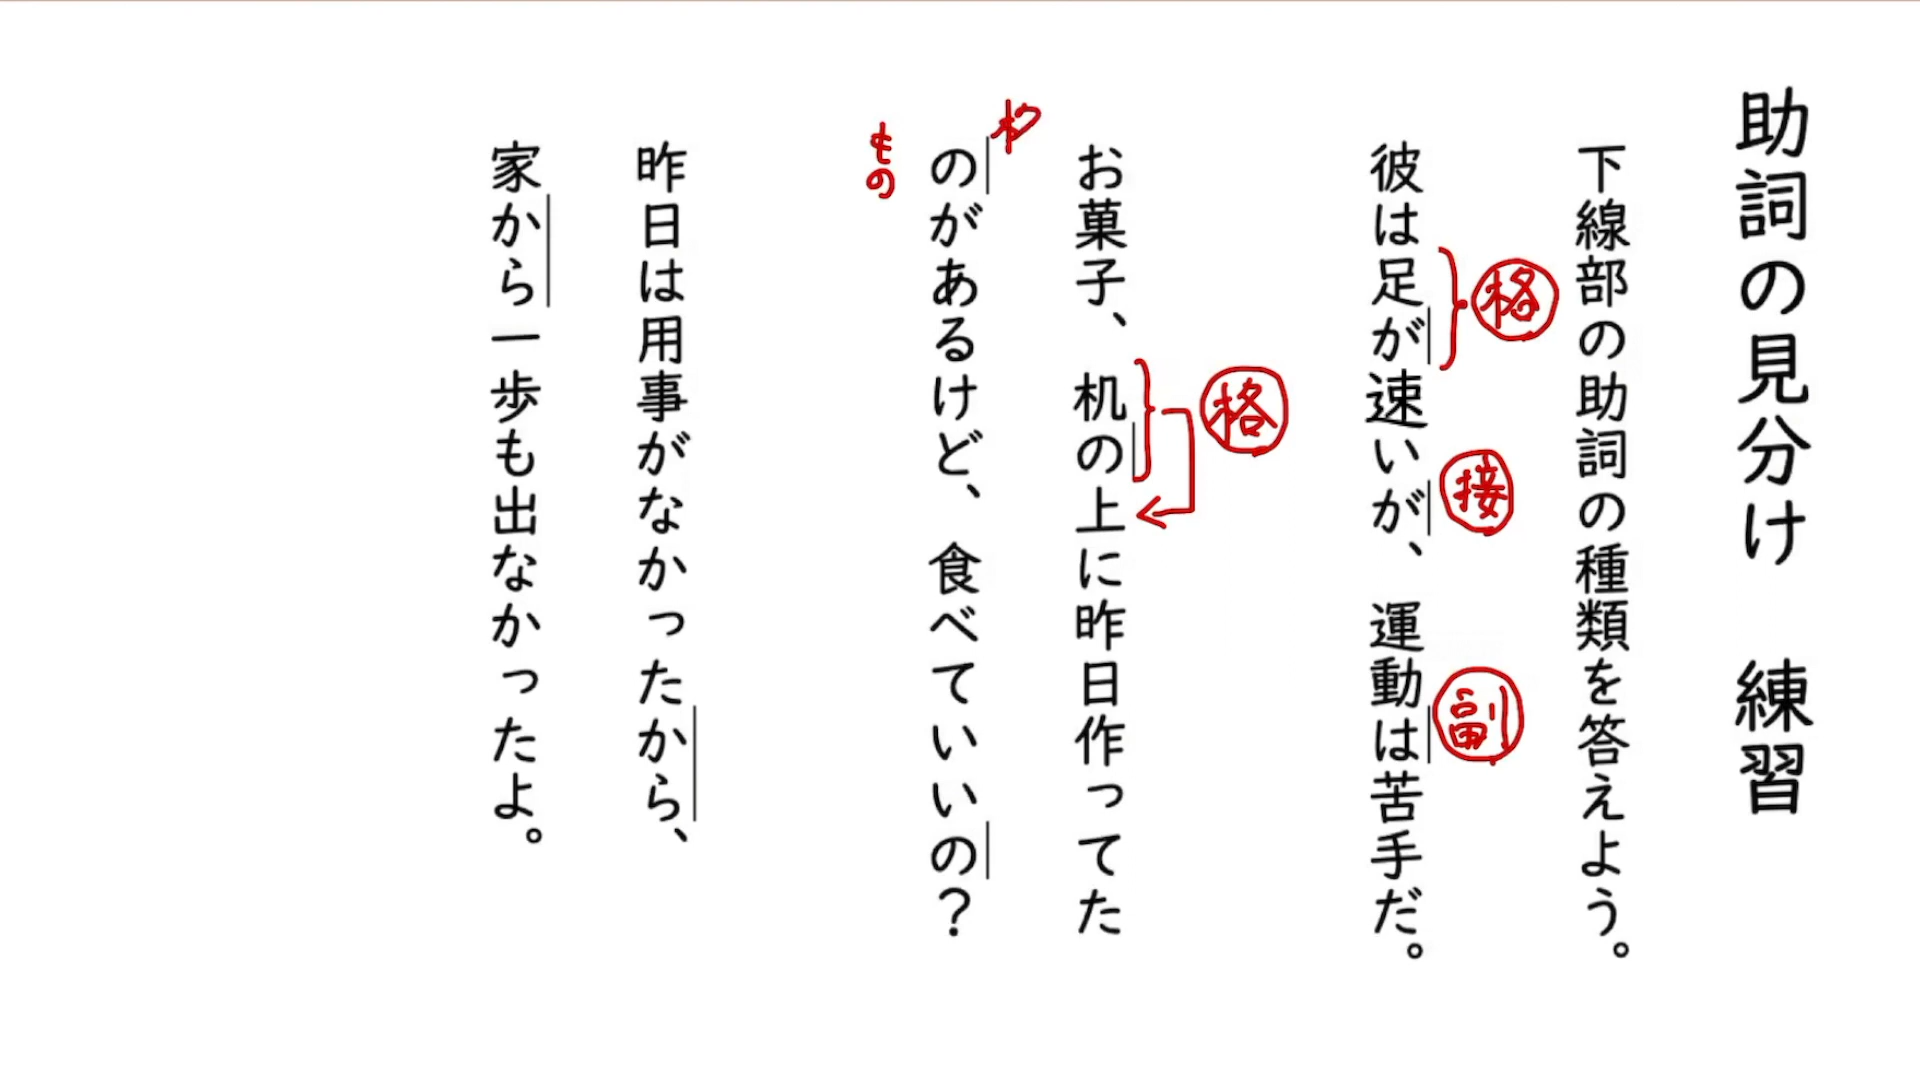 助詞の見分け　練習
下線部の助詞の種類を答えよう。
格
接
副
彼は足が速いが、運動は苦手だ。
格
お菓子、机の上に昨日作ってた
のがあるけど、食べていいの？
もの
昨日は用事がなかったから、
家から一歩も出なかったよ。